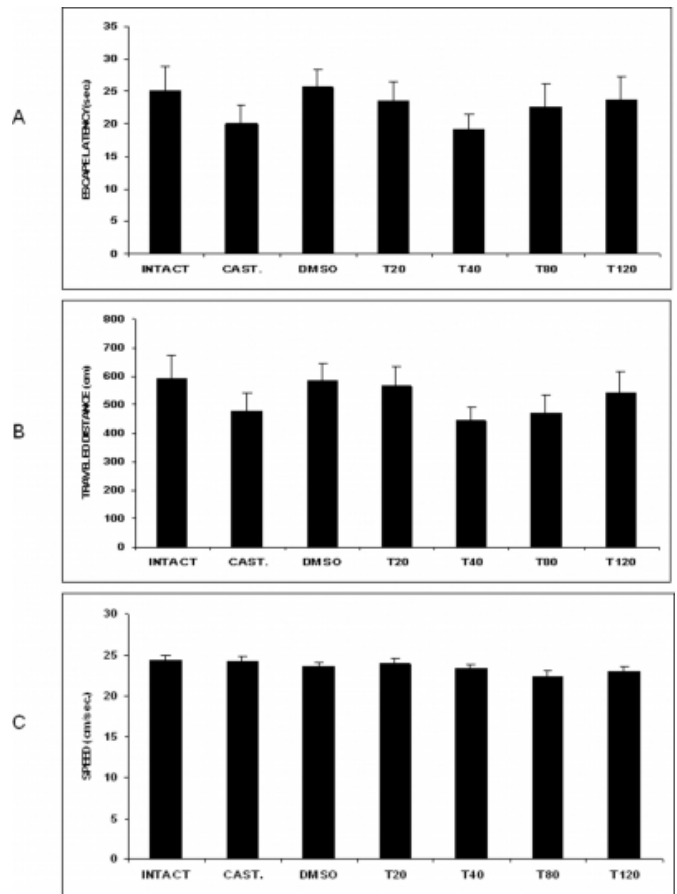 A
ESCAPE LATENCY(sec)
35
30
25
20
15
10
5
0
INTACT CAST. DMSO T20 T40 T80 T120
B
TRAVELED DISTANCE (cm)
800
700
600
500
400
300
200
100
0
INTACT CAST. DMSO T20 T40 T80 T120
C
SPEED (cm/sec.)
30
25
20
15
10
5
0
INTACT CAST. DMSO T20 T40 T80 T120